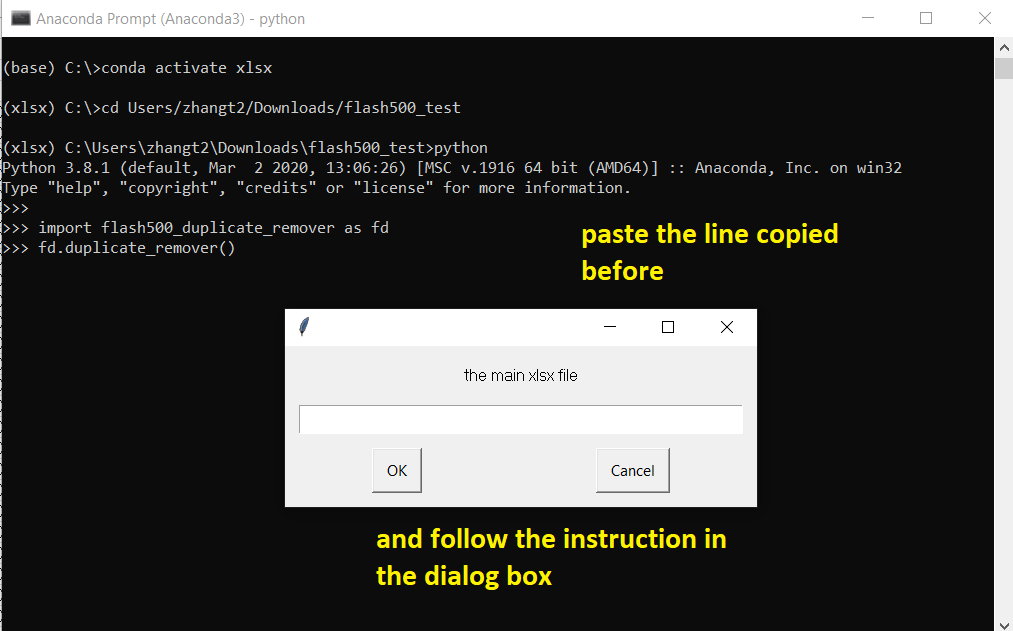 Anaconda Prompt (Anaconda3) - python
(base) C:\>conda activate xlsx
(xlsx) C:\>cd Users/zhangt2/Downloads/flash500_test
(xlsx) C:\Users\zhangt2\Downloads\flash500_test>python
Python 3.8.1 (default, Mar  2 2020, 13:06:26) [MSC v.1916 64 bit (AMD64)] :: Anaconda, Inc. on win32
Type "help", "copyright", "credits" or "license" for more information.
>>>
>>> import flash500_duplicate_remover as fd
>>> fd.duplicate_remover()
paste the line copied
before
the main xlsx file
OK Cancel
and follow the instruction in
the dialog box